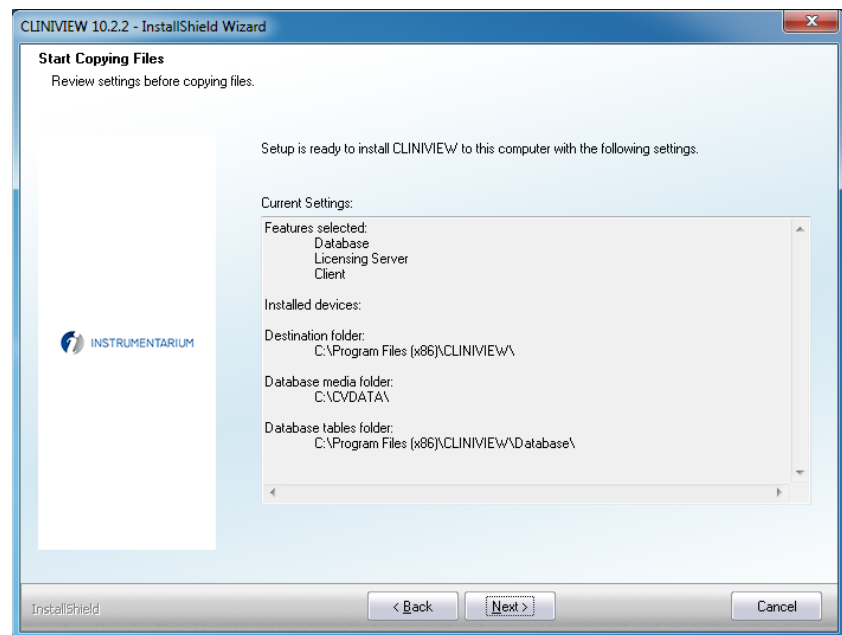 CLINIVIEW 10.2.2 - InstallShield Wizard
Start Copying Files
Review settings before copying files.
Setup is ready to install CLINIVIEW to this computer with the following settings.
Current Settings:
Features selected:
Database
Licensing Server
Client
Installed devices:
Destination folder:
C:\Program Files (x86)\CLINIVIEW\
Database media folder:
C:\CVDATA\
Database tables folder:
C:\Program Files (x86)\CLINIVIEW\Database\
INSTRUMENTARIUM
InstallShield
< Back Next > Cancel